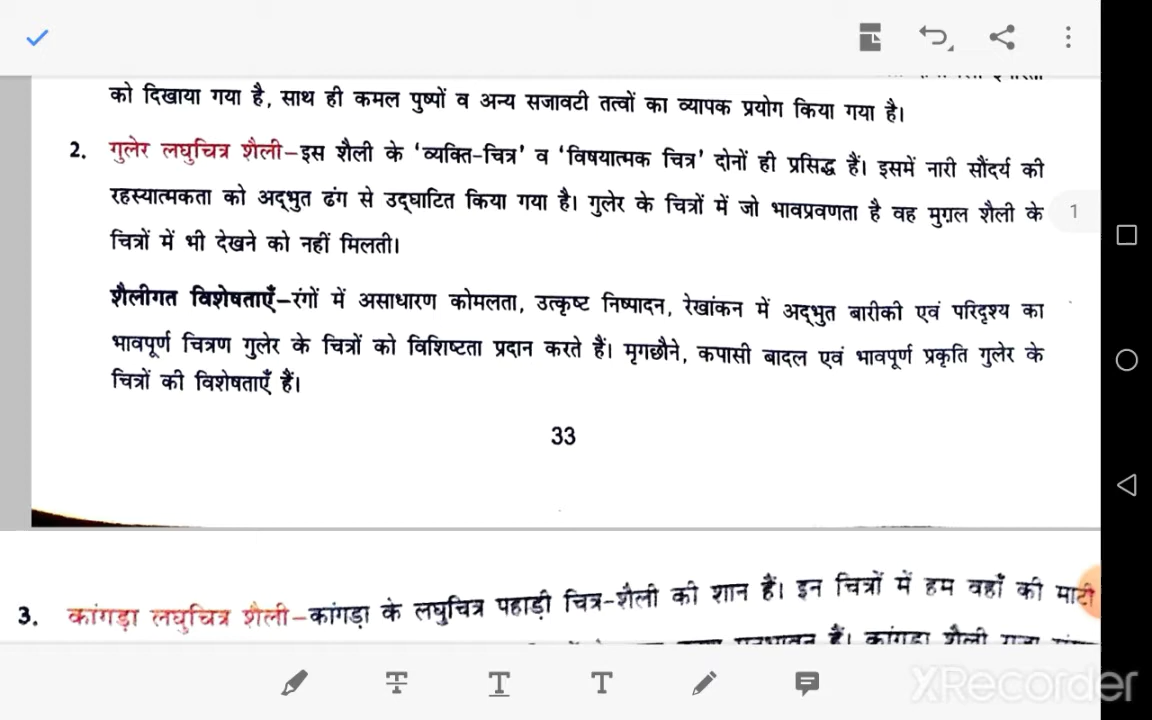 को दिखाया गया है, साथ ही कमल पुष्पों व अन्य सजावटी तत्वों का व्यापक प्रयोग किया गया है।
2. गुलेर लघुचित्र शैली–इस शैली के 'व्यक्ति-चित्र' व 'विषयात्मक चित्र' दोनों ही प्रसिद्ध हैं। इसमें नारी सौंदर्य की
रहस्यात्मकता को अद्भुत ढंग से उद्घाटित किया गया है। गुलेर के चित्रों में जो भावप्रवणता है वह मुग़ल शैली के
1
चित्रों में भी देखने को नहीं मिलती।
शैलीगत विशेषताएँ–रंगों में असाधारण कोमलता, उत्कृष्ट निष्पादन, रेखांकन में अद्भुत बारीकी एवं परिदृश्य का
भावपूर्ण चित्रण गुलेर के चित्रों को विशिष्टता प्रदान करते हैं। मृगछौने, कपासी बादल एवं भावपूर्ण प्रकृति गुलेर के
चित्रों की विशेषताएँ हैं।
33
3. कांगड़ा लघुचित्र शैली–कांगड़ा के लघुचित्र पहाड़ी चित्र-शैली की शान हैं। इन चित्रों में हम वहाँ की माटी
हैं। कांगड़ा शैली
XRecorder